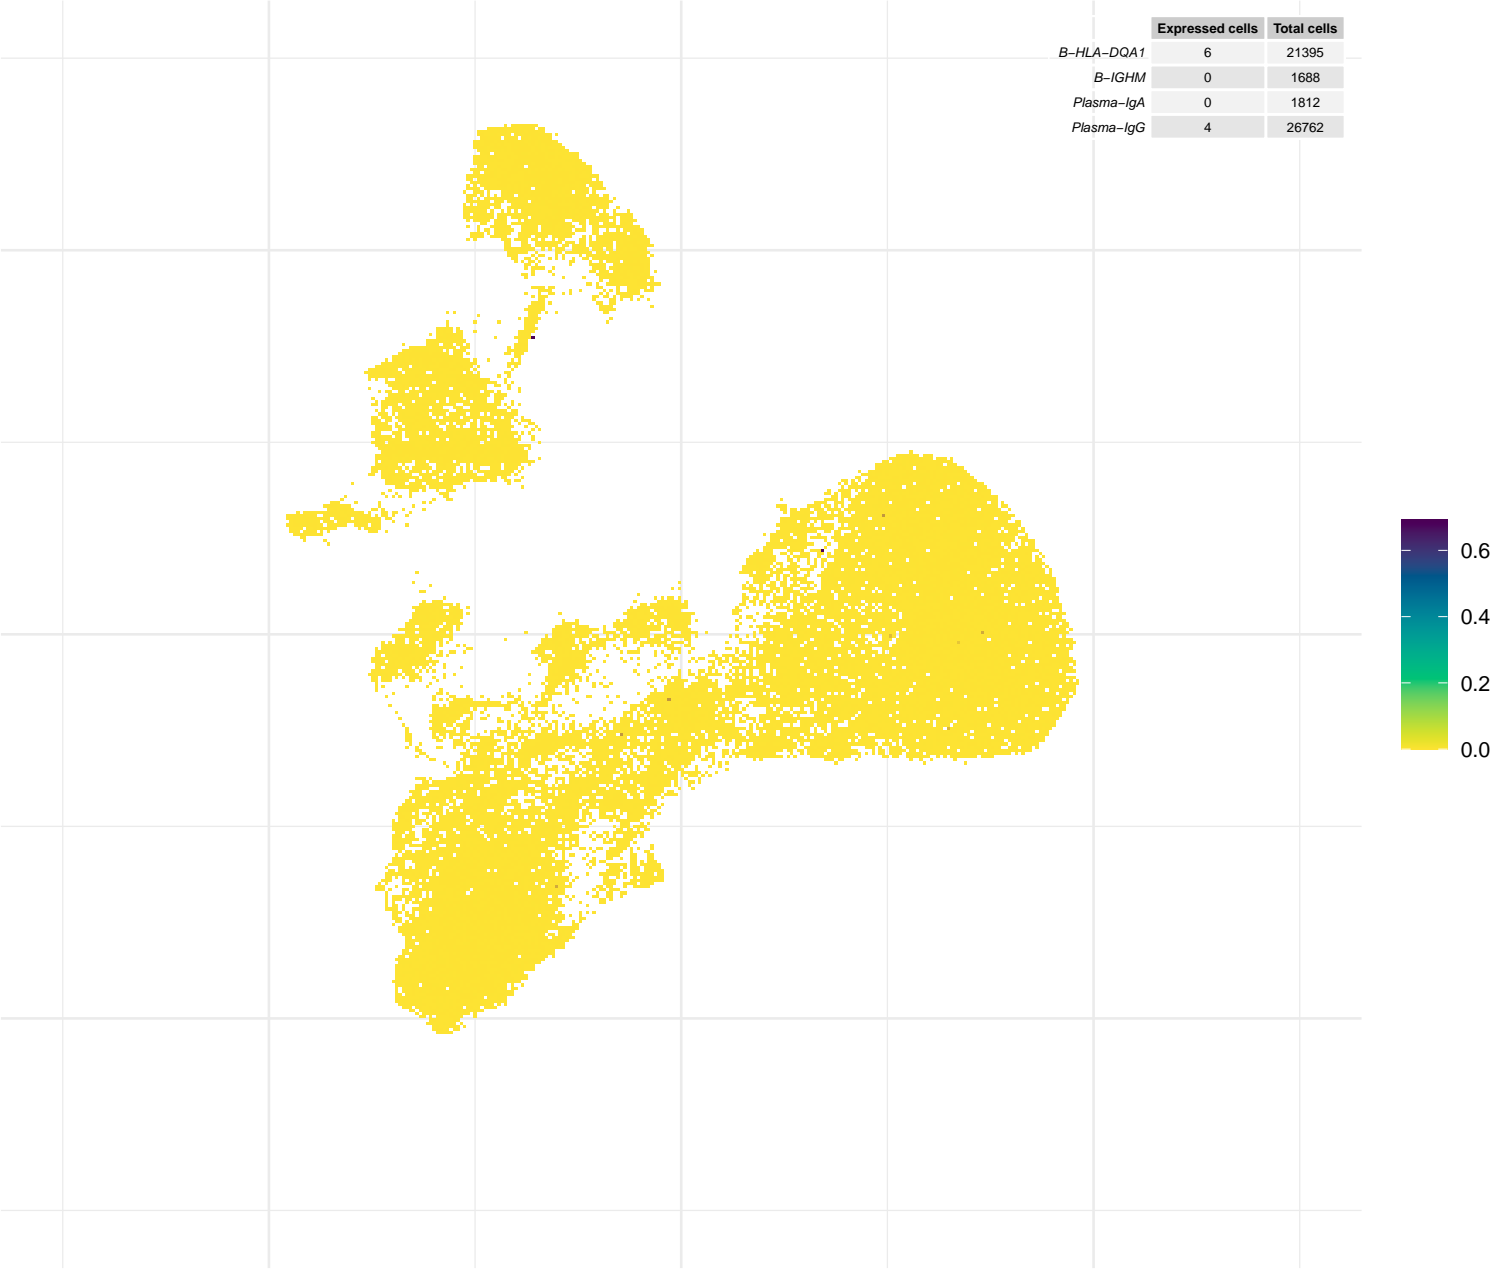 Expressed cells Total cells
B−HLA−DQA1 6 21395
B−IGHM 0 1688
Plasma−IgA 0 1812
Plasma−IgG 4 26762
0.6
0.4
0.2
0.0